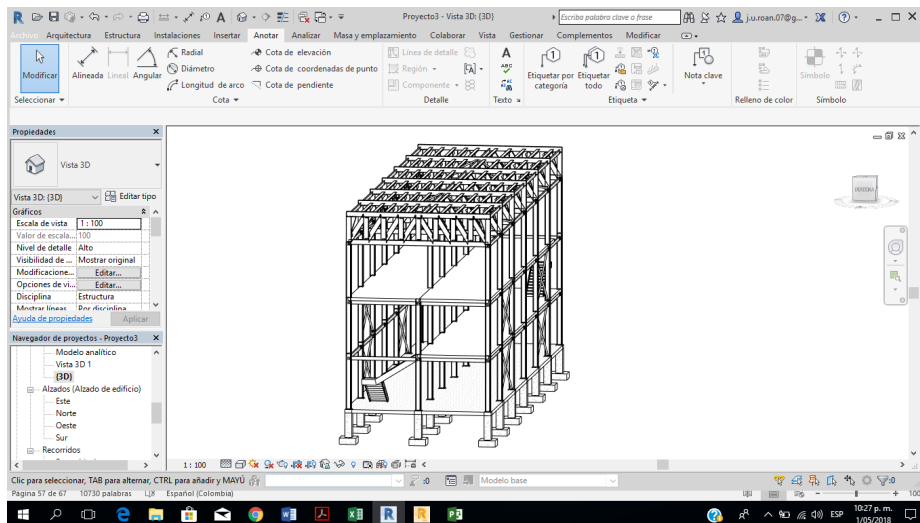 Proyecto3 - Vista 3D: {3D}
Escriba palabra clave o frase
j.u.roan.07@g...
Archivo Arquitectura Estructura Instalaciones Insertar Anotar Analizar Masa y emplazamiento Colaborar Vista Gestionar Complementos Modificar
Modificar
Alineada Lineal Angular
Radial
Diámetro
Longitud de arco
Cota de elevación
Cota de coordenadas de punto
Cota de pendiente
Línea de detalle
Región
Componente
A
ABC
Etiquetar por categoría
Etiquetar todo
Nota clave
Símbolo
Seleccionar
Cota
Detalle
Texto
Etiqueta
Relleno de color
Símbolo
Propiedades
Vista 3D
Vista 3D: {3D}
Editar tipo
Gráficos
Escala de vista 1 : 100
Valor de escala... 100
Nivel de detalle Alto
Visibilidad de ... Mostrar original
Modificacione... Editar...
Opciones de vi... Editar...
Disciplina Estructura
Mostrar líneas Por disciplina
Ayuda de propiedades Aplicar
Navegador de proyectos - Proyecto3
Modelo analítico
Vista 3D 1
{3D}
Alzados (Alzado de edificio)
Este
Norte
Oeste
Sur
Recorridos
1 : 100
Clic para seleccionar, TAB para alternar, CTRL para añadir y MAYÚ
:0
Modelo base
:0
Página 57 de 67 10730 palabras Español (Colombia)
100
ESP
10:27 p. m.
1/05/2018